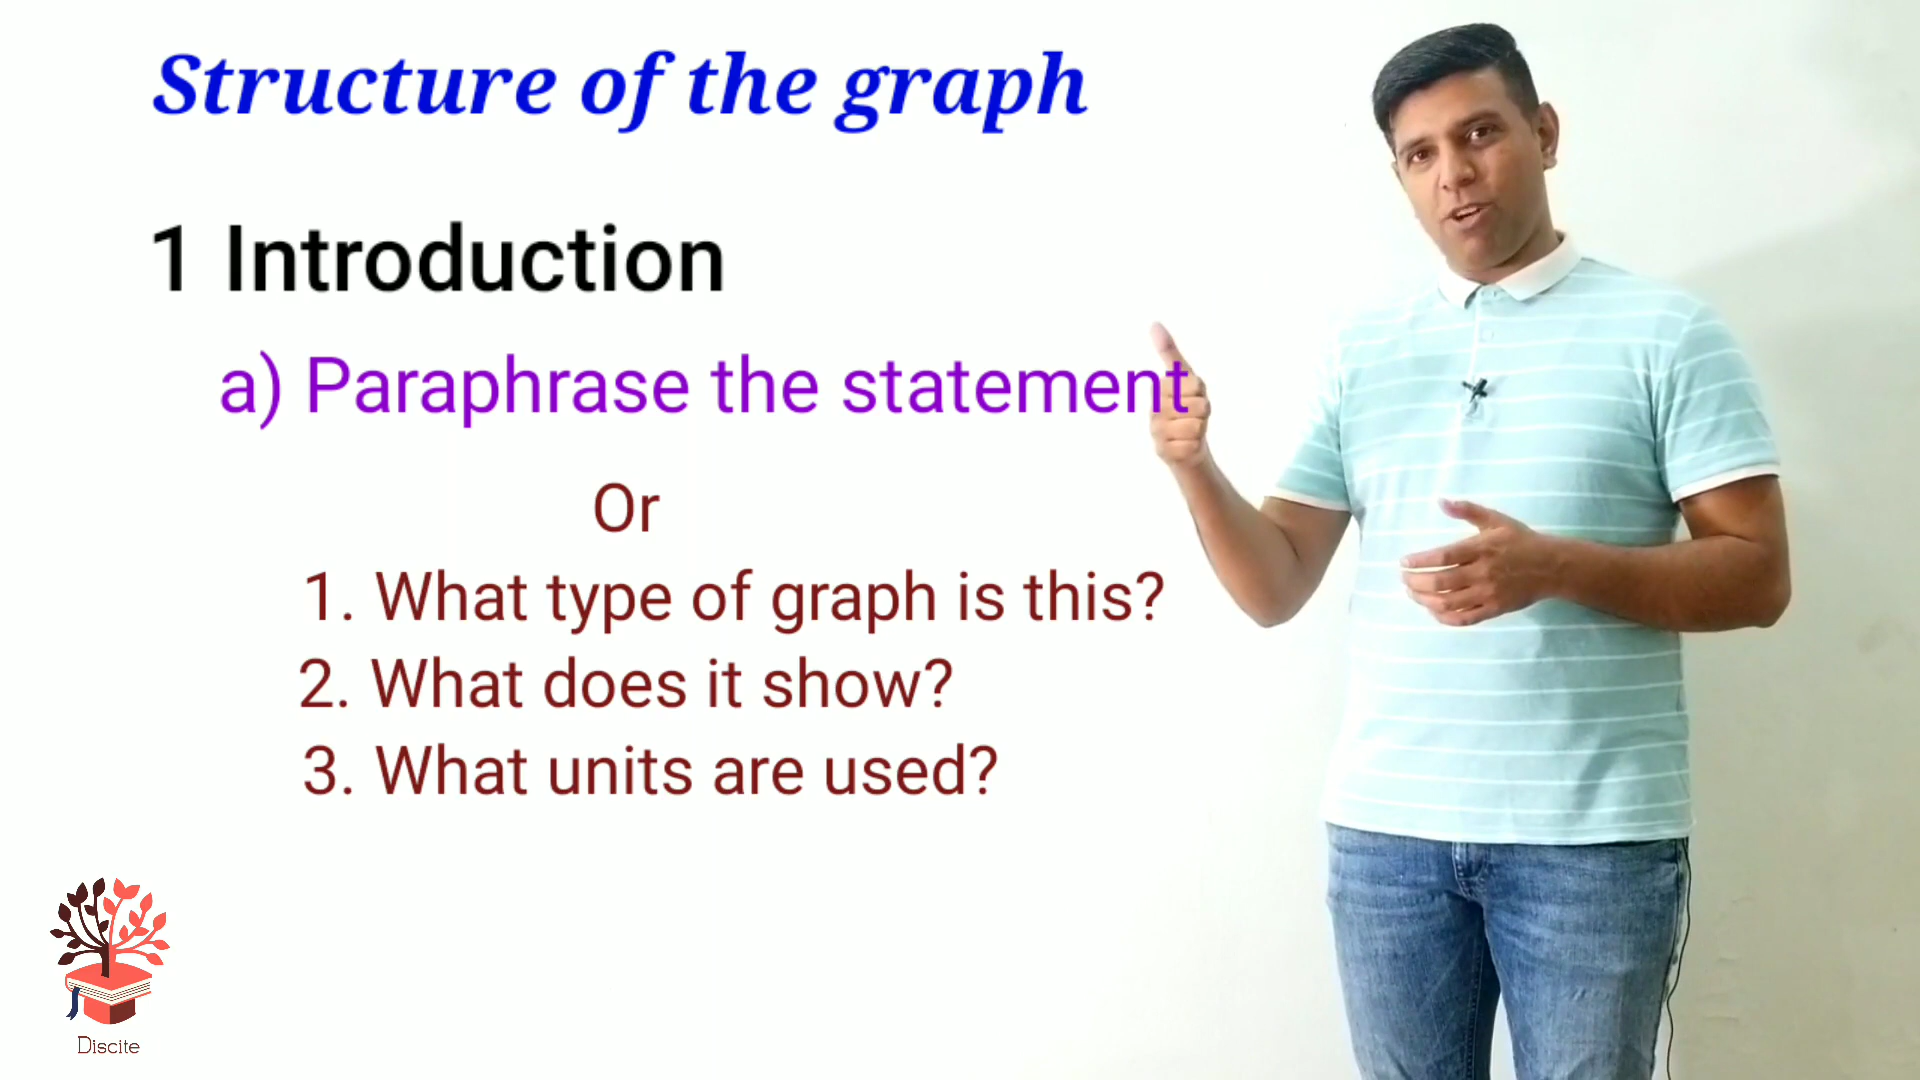 Structure of the graph
1 Introduction
a) Paraphrase the statement
Or
1. What type of graph is this?
2. What does it show?
3. What units are used?
Discite